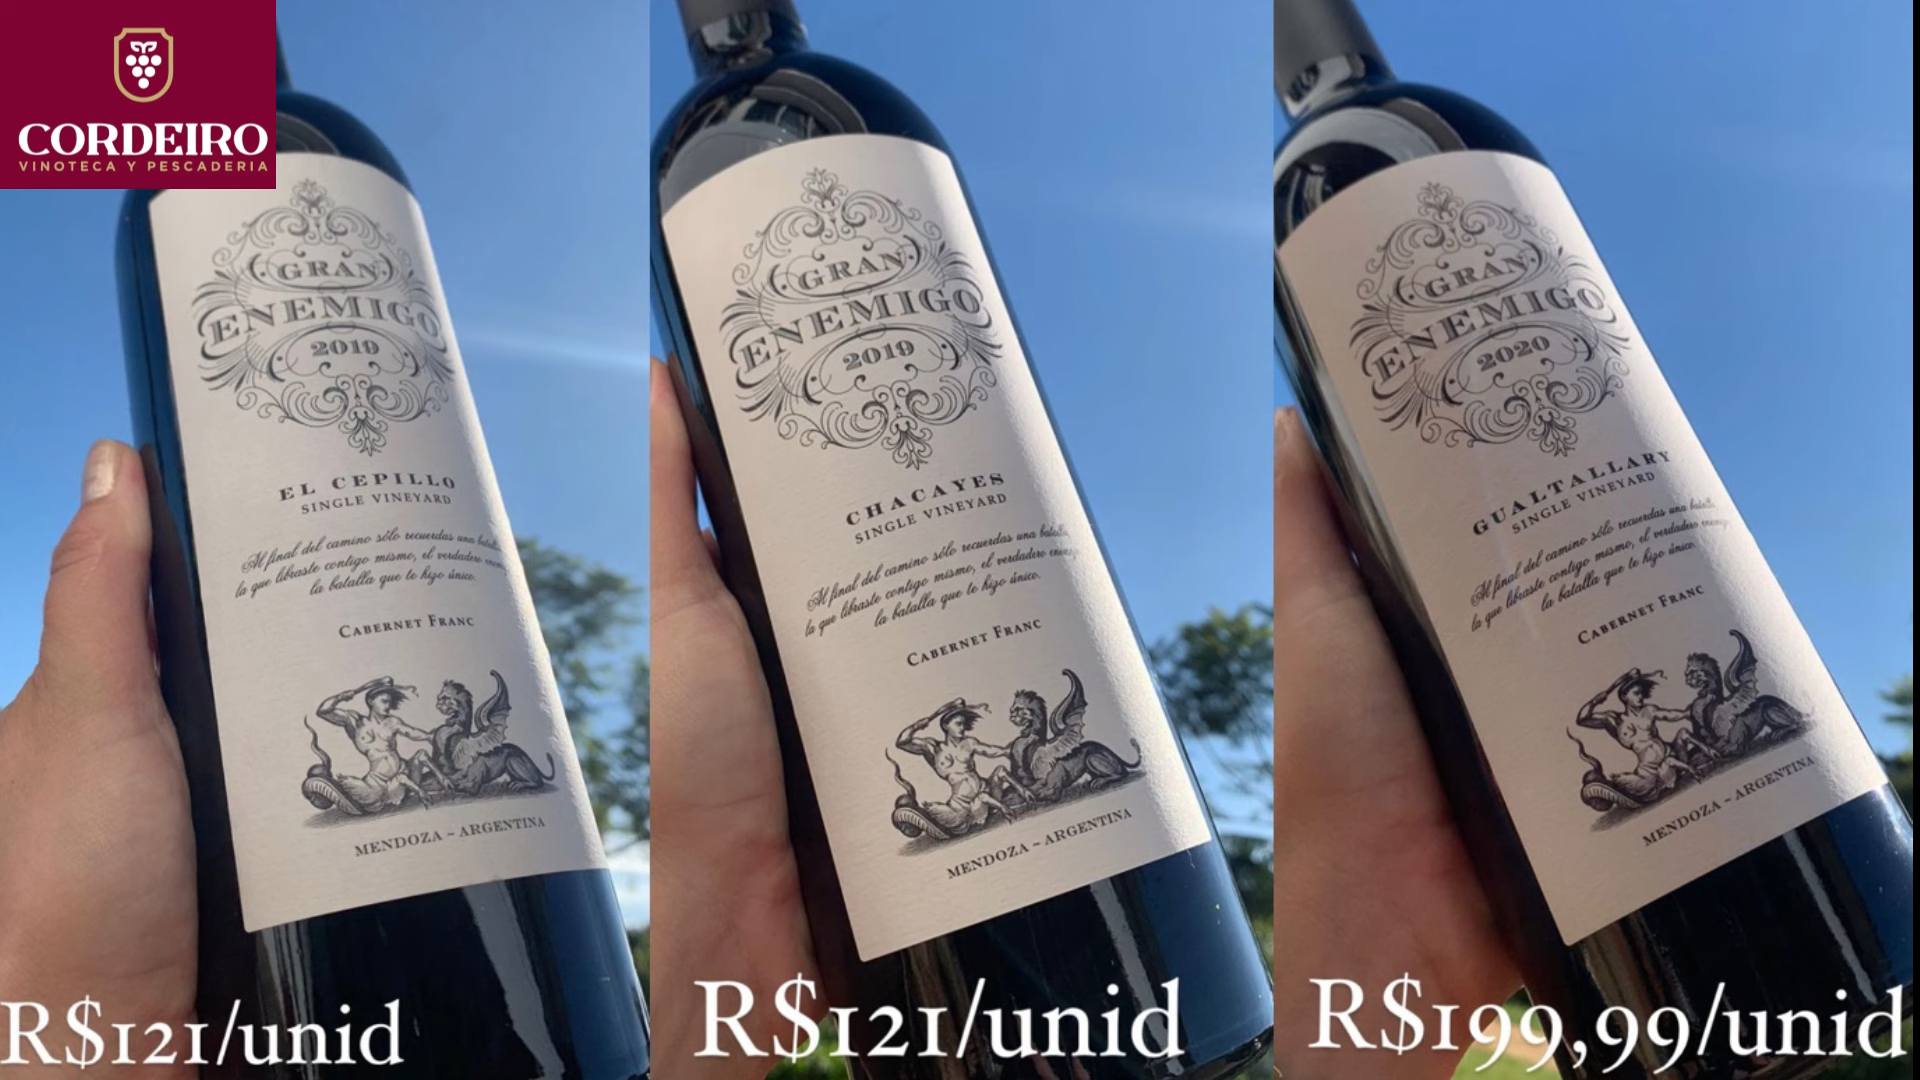 CORDEIRO
VINOTECA Y PESCADERIA
GRAN
ENEMIGO
2019
EL CEPILLO
SINGLE VINEYARD
Al final del camino sólo recuerdas una batalla,
la que libraste contigo mismo, el verdadero enemigo
la batalla que te hizo único.
CABERNET FRANC
MENDOZA – ARGENTINA
R$121/unid
GRAN
ENEMIGO
2019
CHACAYES
SINGLE VINEYARD
Al final del camino sólo recuerdas una batalla,
la que libraste contigo mismo, el verdadero enemigo
la batalla que te hizo único.
CABERNET FRANC
MENDOZA – ARGENTINA
R$121/unid
GRAN
ENEMIGO
2020
GUALTALLARY
SINGLE VINEYARD
Al final del camino sólo recuerdas una batalla,
la que libraste contigo mismo, el verdadero enemigo
la batalla que te hizo único.
CABERNET FRANC
MENDOZA – ARGENTINA
R$199,99/unid